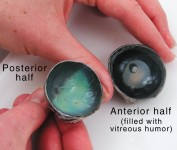 Posterior
half
Anterior half
(filled with
vitreous humor)